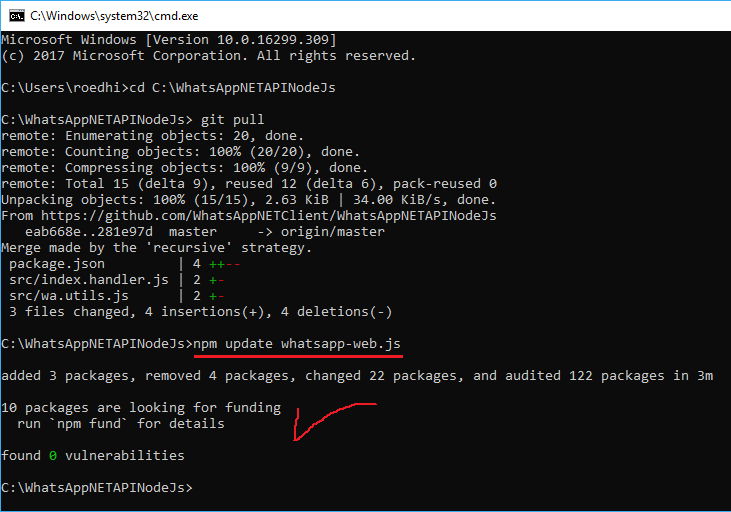 C:\Windows\system32\cmd.exe
Microsoft Windows [Version 10.0.16299.309]
(c) 2017 Microsoft Corporation. All rights reserved.
C:\Users\roedhi>cd C:\WhatsAppNETAPINodeJs
C:\WhatsAppNETAPINodeJs> git pull
remote: Enumerating objects: 20, done.
remote: Counting objects: 100% (20/20), done.
remote: Compressing objects: 100% (9/9), done.
remote: Total 15 (delta 9), reused 12 (delta 6), pack-reused 0
Unpacking objects: 100% (15/15), 2.63 KiB | 34.00 KiB/s, done.
From https://github.com/WhatsAppNETClient/WhatsAppNETAPINodeJs
   eab668e..281e97d  master     -> origin/master
Merge made by the 'recursive' strategy.
 package.json         | 4 ++--
 src/index.handler.js | 2 +-
 src/wa.utils.js      | 2 +-
 3 files changed, 4 insertions(+), 4 deletions(-)
C:\WhatsAppNETAPINodeJs>npm update whatsapp-web.js
added 3 packages, removed 4 packages, changed 22 packages, and audited 122 packages in 3m
10 packages are looking for funding
  run `npm fund` for details
found 0 vulnerabilities
C:\WhatsAppNETAPINodeJs>